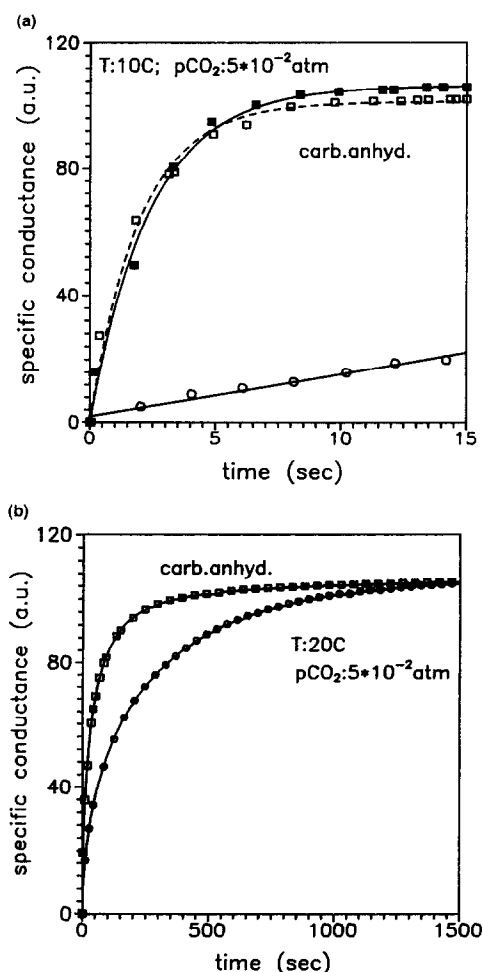 (a)
120
80
40
0
specific conductance (a.u.)
T:10C; pCO₂:5*10⁻²atm
carb.anhyd.
0 5 10 15
time (sec)
(b)
120
80
40
0
specific conductance (a.u.)
carb.anhyd.
T:20C
pCO₂:5*10⁻²atm
0 500 1000 1500
time (sec)